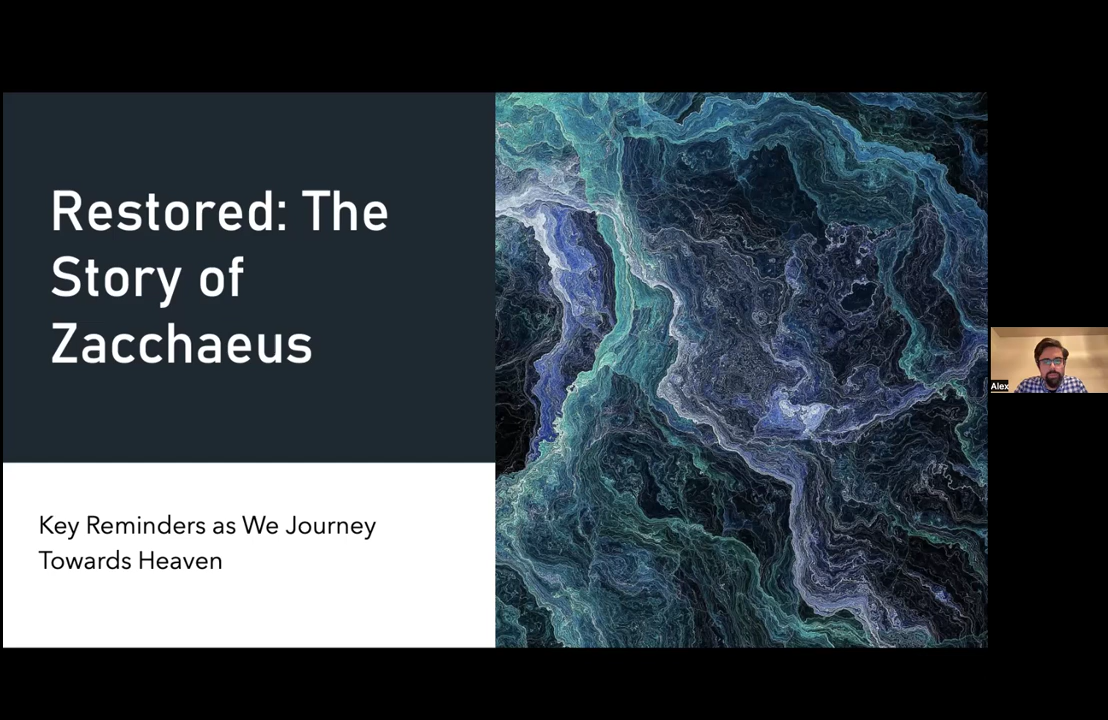 Restored: The
Story of
Zacchaeus
Key Reminders as We Journey
Towards Heaven
Alex